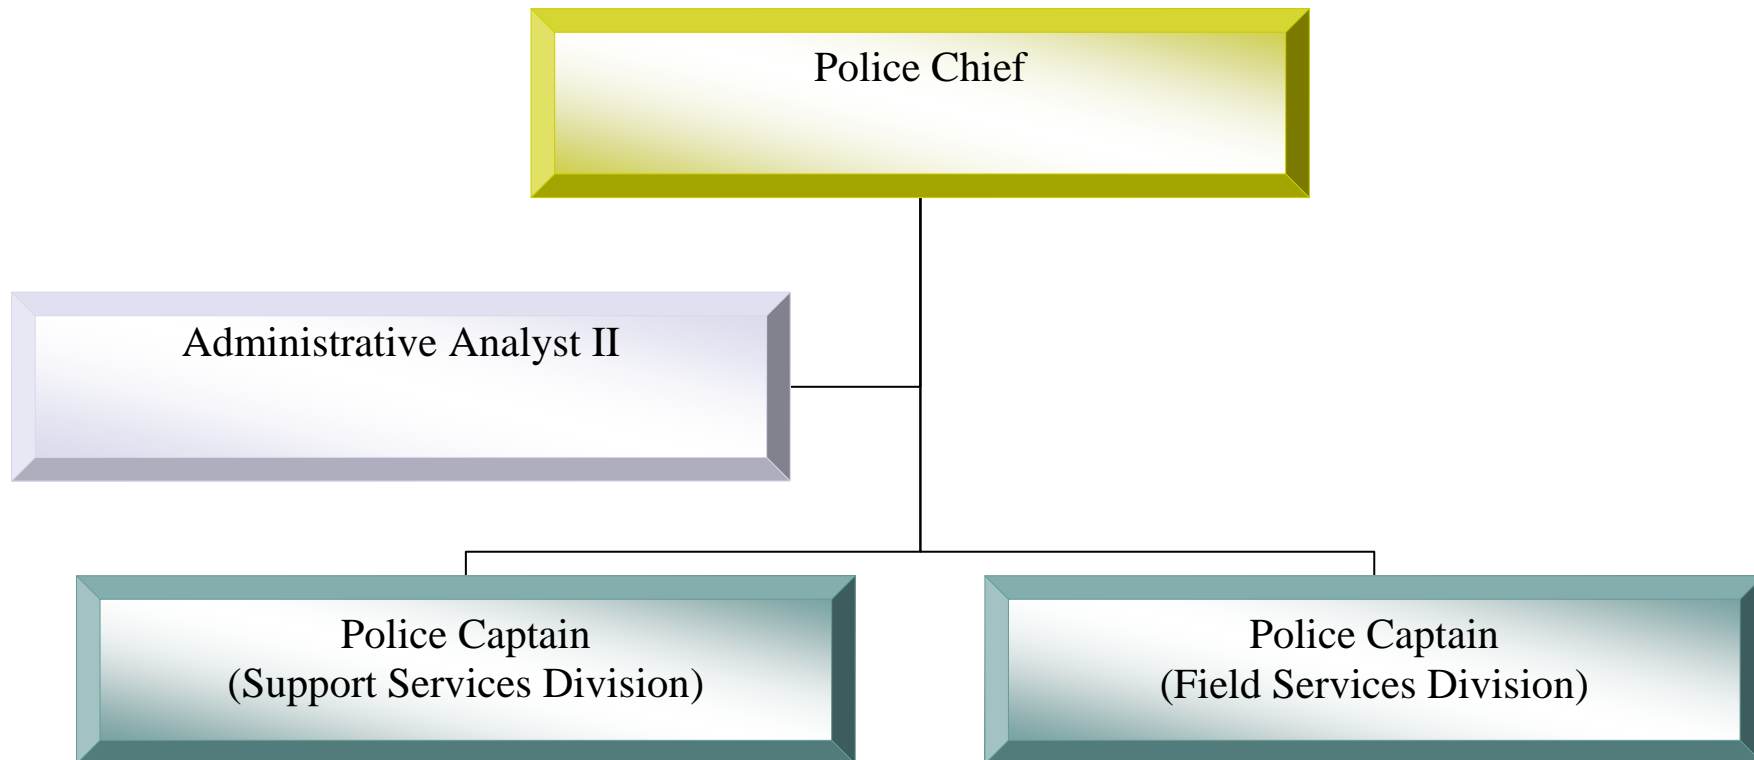 Police Chief
Administrative Analyst II
Police Captain
(Support Services Division)
Police Captain
(Field Services Division)